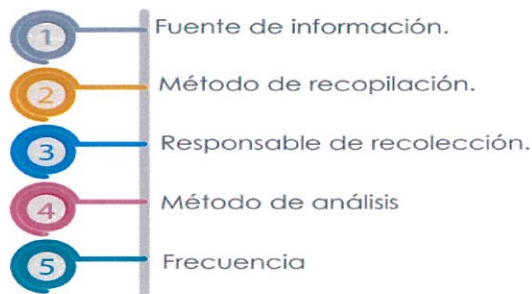 1 Fuente de información.
2 Método de recopilación.
3 Responsable de recolección.
4 Método de análisis
5 Frecuencia